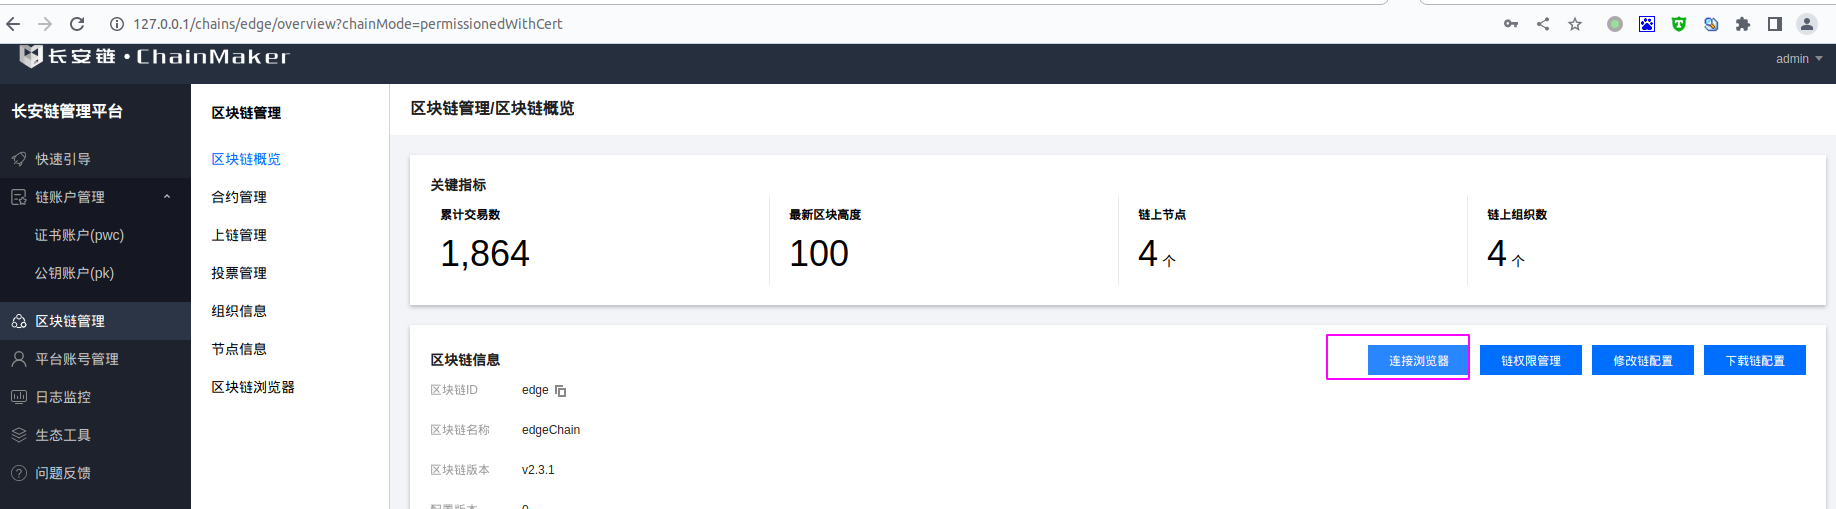 127.0.0.1/chains/edge/overview?chainMode=permissionedWithCert
长安链·ChainMaker
admin
长安链管理平台
快速引导
链账户管理
证书账户(pwc)
公钥账户(pk)
区块链管理
平台账号管理
日志监控
生态工具
问题反馈
区块链管理
区块链概览
合约管理
上链管理
投票管理
组织信息
节点信息
区块链浏览器
区块链管理/区块链概览
关键指标
累计交易数
1,864
最新区块高度
100
链上节点
4 个
链上组织数
4 个
区块链信息
连接浏览器
链权限管理
修改链配置
下载链配置
区块链ID edge
区块链名称 edgeChain
区块链版本 v2.3.1
配置版本 0